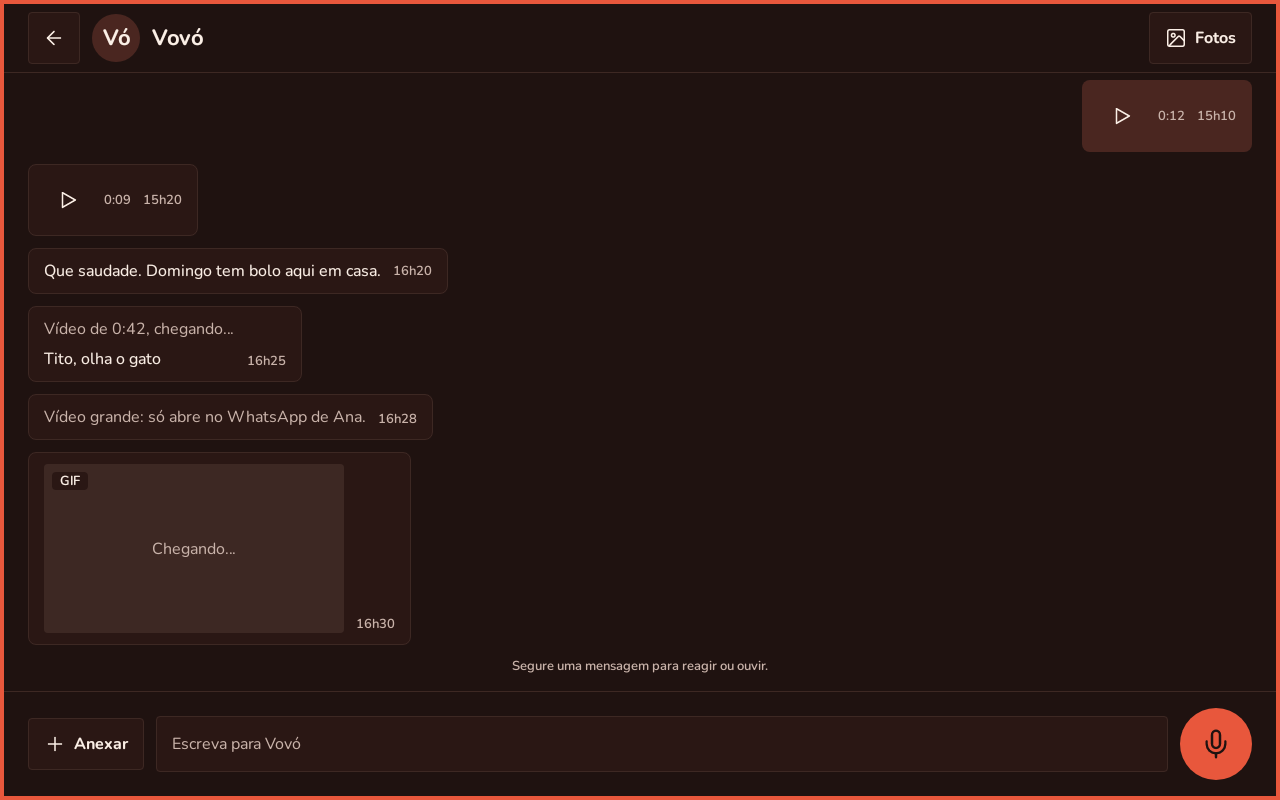 Vó Vovó
Fotos
0:12 15h10
0:09 15h20
Que saudade. Domingo tem bolo aqui em casa. 16h20
Vídeo de 0:42, chegando...
Tito, olha o gato 16h25
Vídeo grande: só abre no WhatsApp de Ana. 16h28
GIF
Chegando...
16h30
Segure uma mensagem para reagir ou ouvir.
Anexar
Escreva para Vovó